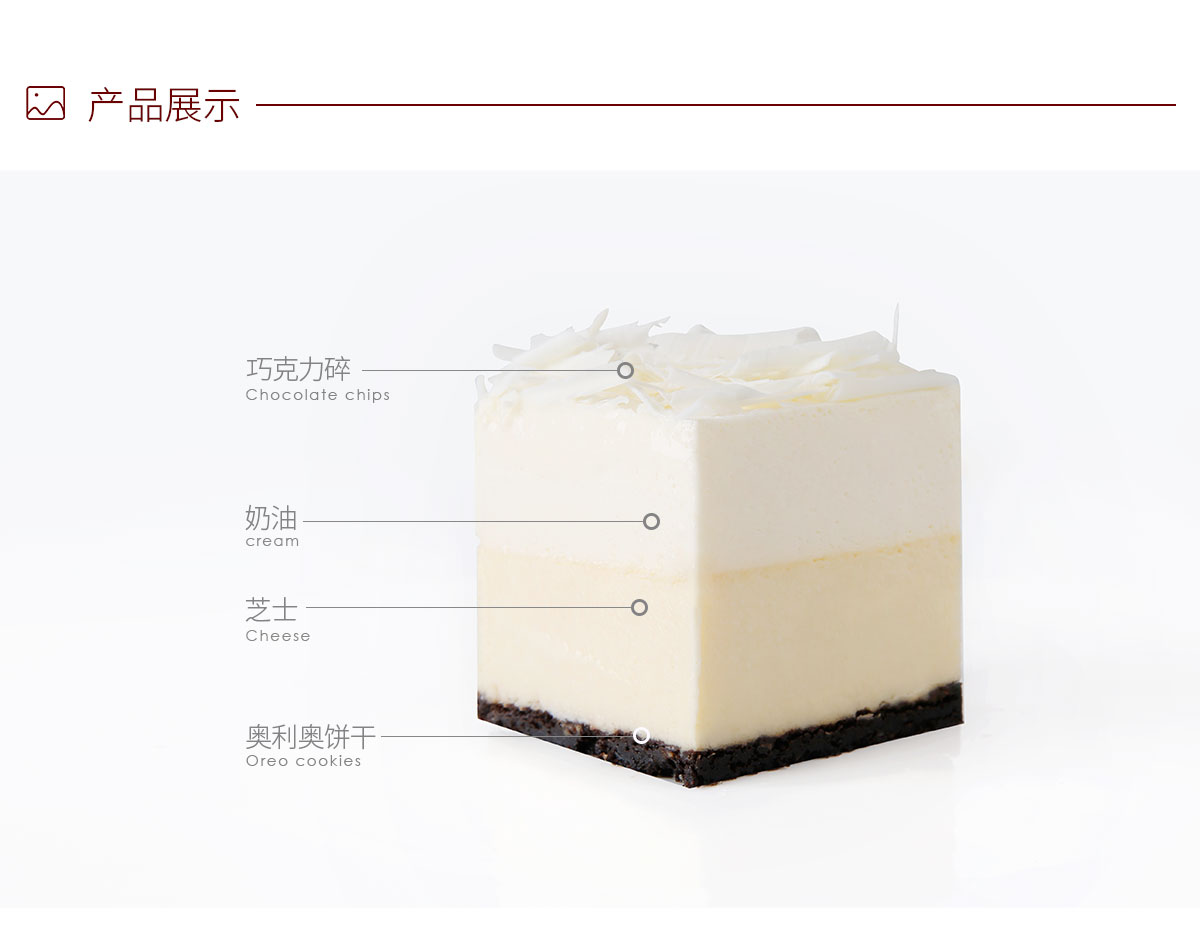 产品展示
巧克力碎
Chocolate chips
奶油
cream
芝士
Cheese
奥利奥饼干
Oreo cookies